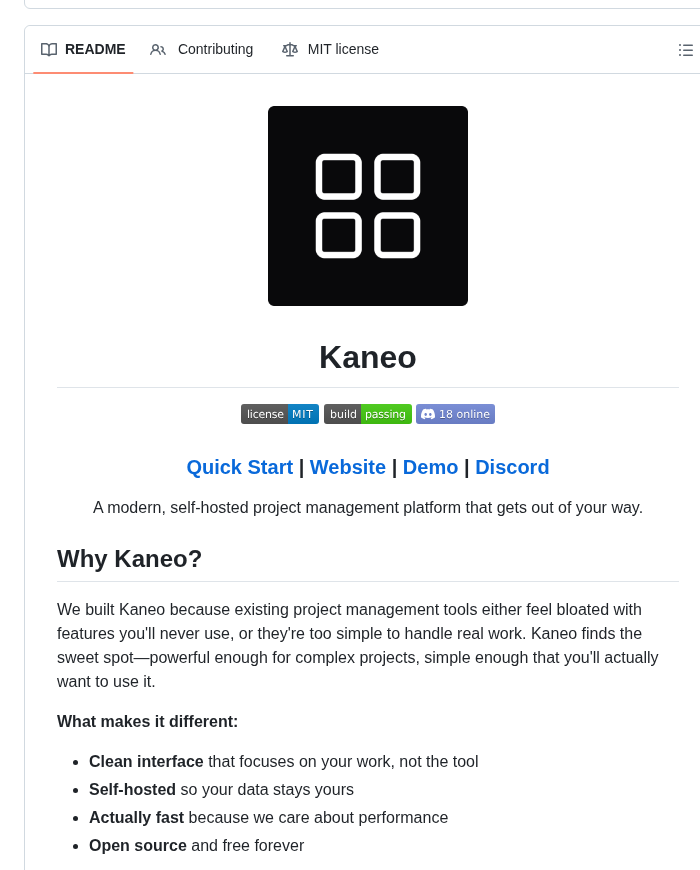 README
Contributing
MIT license
Kaneo
license MIT
build passing
18 online
Quick Start | Website | Demo | Discord
A modern, self-hosted project management platform that gets out of your way.
Why Kaneo?
We built Kaneo because existing project management tools either feel bloated with
features you'll never use, or they're too simple to handle real work. Kaneo finds the
sweet spot—powerful enough for complex projects, simple enough that you'll actually
want to use it.
What makes it different:
• Clean interface that focuses on your work, not the tool
• Self-hosted so your data stays yours
• Actually fast because we care about performance
• Open source and free forever